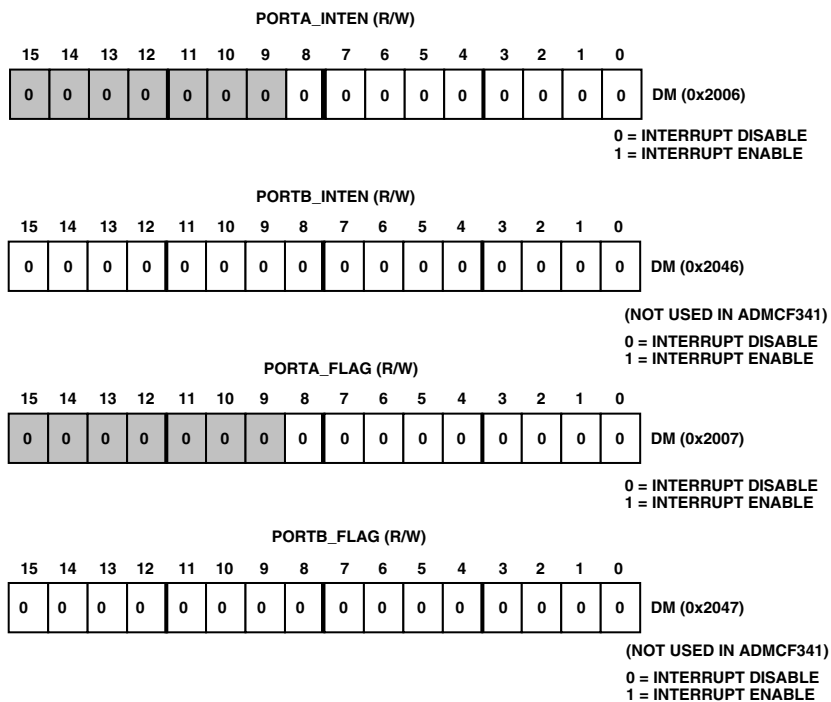 PORTA_INTEN (R/W)
15 14 13 12 11 10 9 8 7 6 5 4 3 2 1 0
0 0 0 0 0 0 0 0 0 0 0 0 0 0 0 0 DM (0x2006)
0 = INTERRUPT DISABLE
1 = INTERRUPT ENABLE
PORTB_INTEN (R/W)
15 14 13 12 11 10 9 8 7 6 5 4 3 2 1 0
0 0 0 0 0 0 0 0 0 0 0 0 0 0 0 0 DM (0x2046)
(NOT USED IN ADMCF341)
0 = INTERRUPT DISABLE
1 = INTERRUPT ENABLE
PORTA_FLAG (R/W)
15 14 13 12 11 10 9 8 7 6 5 4 3 2 1 0
0 0 0 0 0 0 0 0 0 0 0 0 0 0 0 0 DM (0x2007)
0 = INTERRUPT DISABLE
1 = INTERRUPT ENABLE
PORTB_FLAG (R/W)
15 14 13 12 11 10 9 8 7 6 5 4 3 2 1 0
0 0 0 0 0 0 0 0 0 0 0 0 0 0 0 0 DM (0x2047)
(NOT USED IN ADMCF341)
0 = INTERRUPT DISABLE
1 = INTERRUPT ENABLE